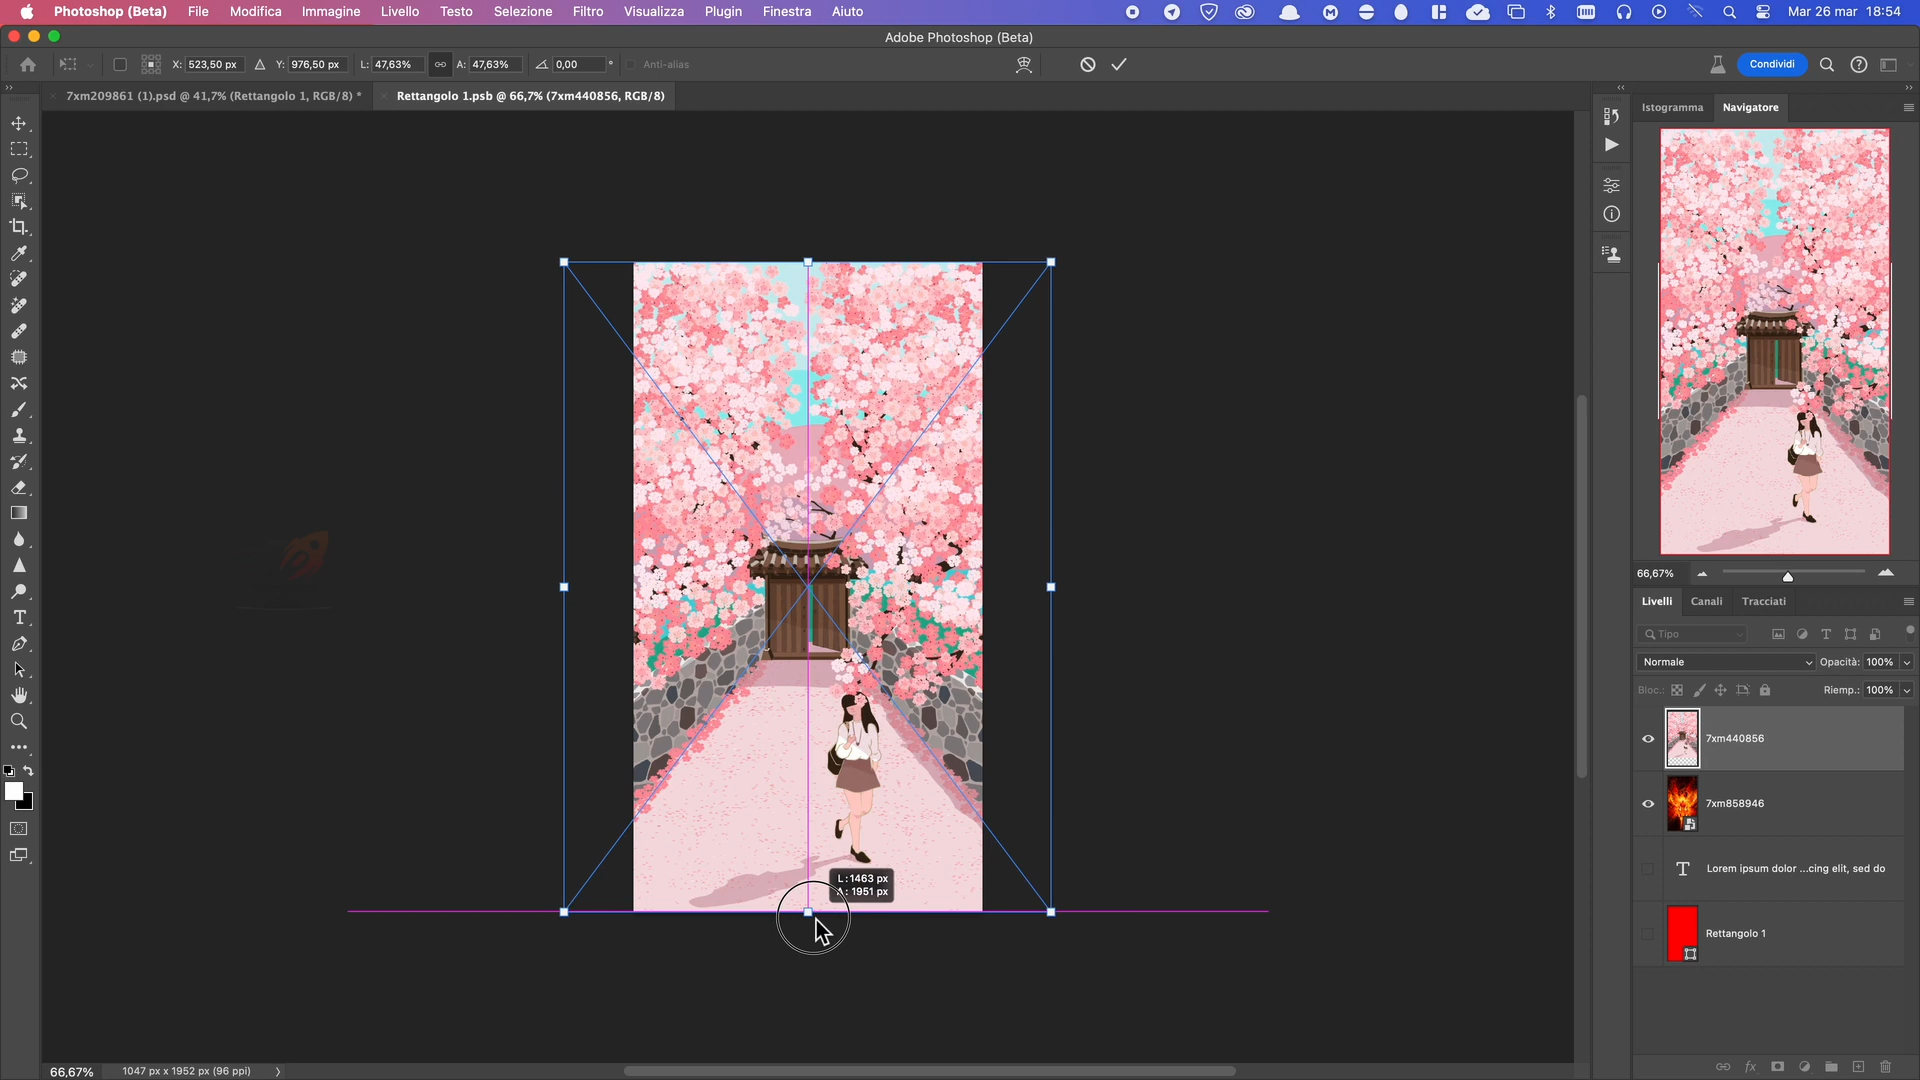 Photoshop (Beta) File Modifica Immagine Livello Testo Selezione Filtro Visualizza Plugin Finestra Aiuto Mar 26 mar 18:54
Adobe Photoshop (Beta)
X: 523,50 px Y: 976,50 px L: 47,63% A: 47,63% 0,00 ° Anti-alias Condividi
7xm209861 (1).psd @ 41,7% (Rettangolo 1, RGB/8) * Rettangolo 1.psb @ 66,7% (7xm440856, RGB/8)
Istogramma Navigatore
66,67%
Livelli Canali Tracciati
Tipo
Normale Opacità: 100%
Bloc.: Riemp.: 100%
7xm440856
7xm858946
Lorem ipsum dolor ...cing elit, sed do
Rettangolo 1
L: 1463 px
A: 1951 px
66,67% 1047 px x 1952 px (96 ppi)